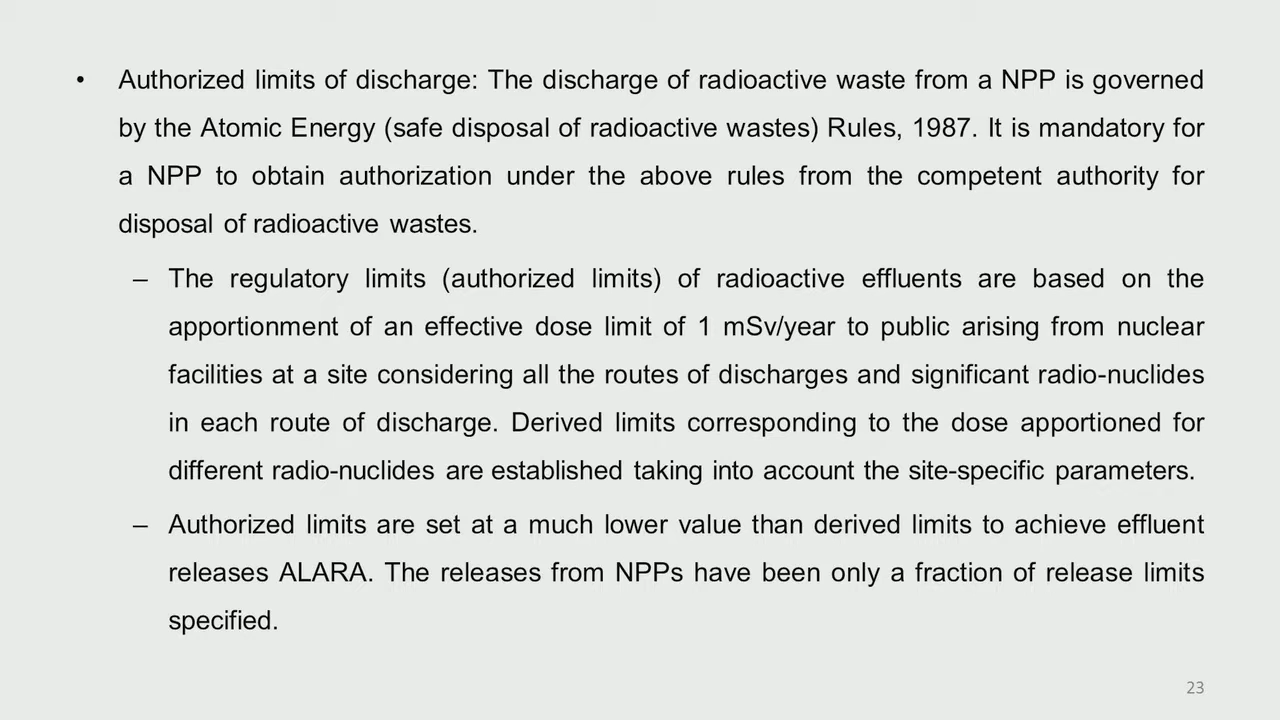 • Authorized limits of discharge: The discharge of radioactive waste from a NPP is governed
by the Atomic Energy (safe disposal of radioactive wastes) Rules, 1987. It is mandatory for
a NPP to obtain authorization under the above rules from the competent authority for
disposal of radioactive wastes.
– The regulatory limits (authorized limits) of radioactive effluents are based on the
apportionment of an effective dose limit of 1 mSv/year to public arising from nuclear
facilities at a site considering all the routes of discharges and significant radio-nuclides
in each route of discharge. Derived limits corresponding to the dose apportioned for
different radio-nuclides are established taking into account the site-specific parameters.
– Authorized limits are set at a much lower value than derived limits to achieve effluent
releases ALARA. The releases from NPPs have been only a fraction of release limits
specified.
23